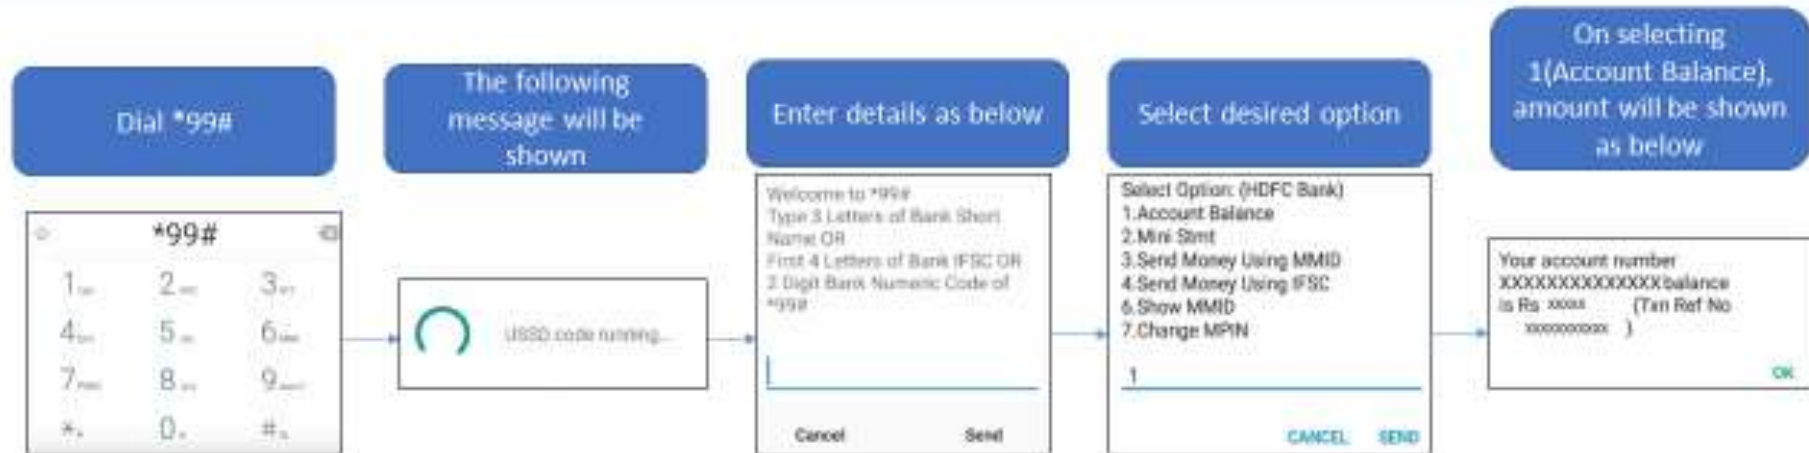 Dial *99#
The following
message will be
shown
Enter details as below
Select desired option
On selecting
1(Account Balance),
amount will be shown
as below
*99#
1 2 3
4 5 6
7 8 9
* 0 #
USSD code running...
Welcome to *99#
Type 3 Letters of Bank Short
Name OR
First 4 Letters of Bank IFSC OR
2 Digit Bank Numeric Code of
*99#
Cancel Send
Select Option: (HDFC Bank)
1.Account Balance
2.Mini Stmt
3.Send Money Using MMID
4.Send Money Using IFSC
6.Show MMID
7.Change MPIN
1
CANCEL SEND
Your account number
XXXXXXXXXXXXXX balance
is Rs xxxxx (Txn Ref No
xxxxxxxxxxx )
OK